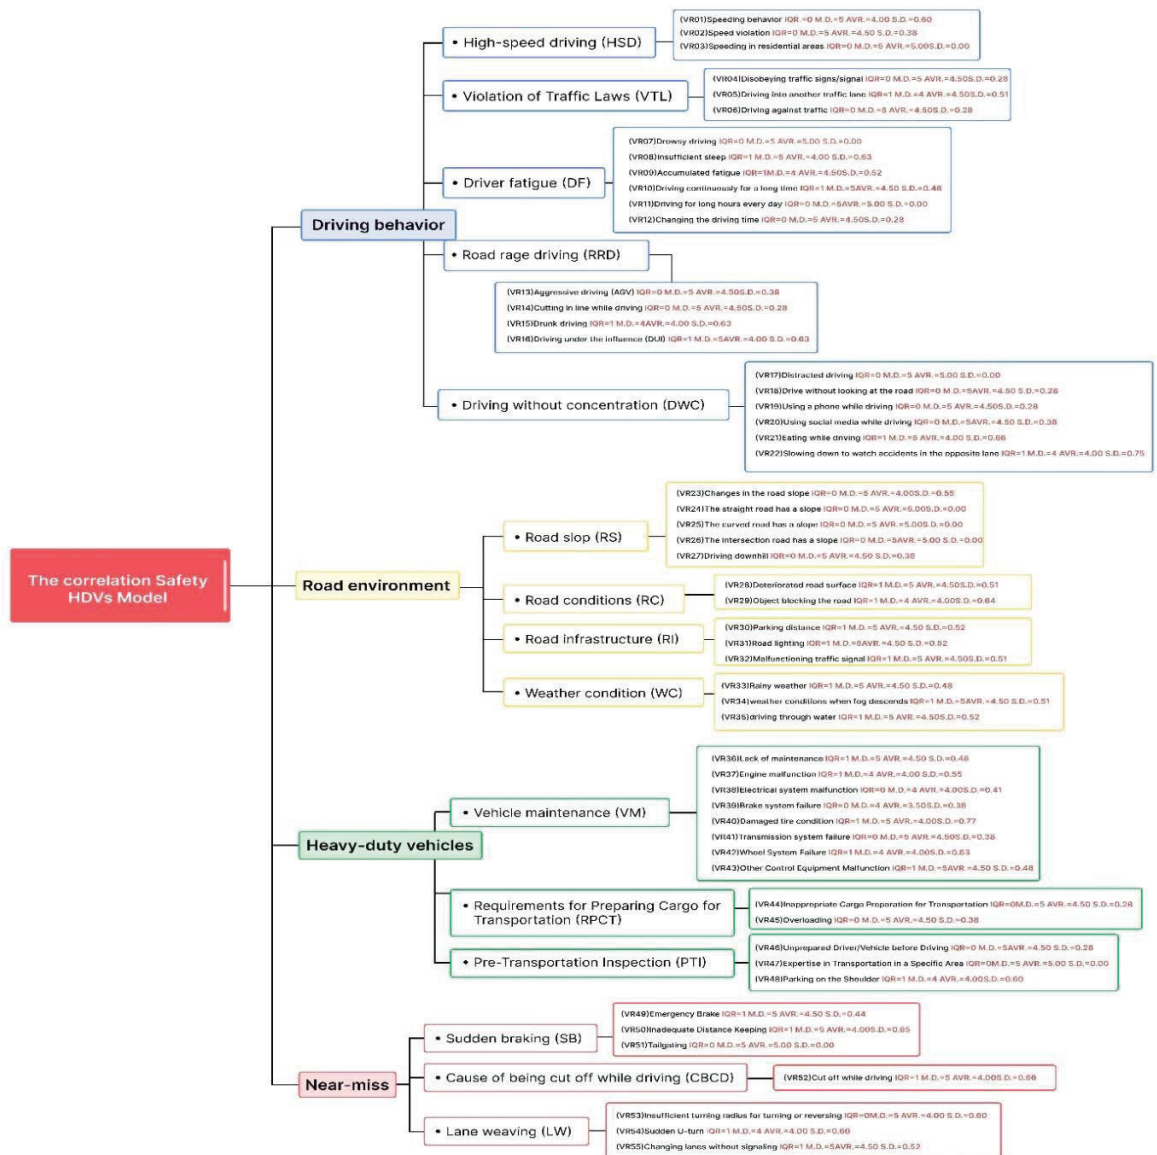 The correlation Safety
HDVs Model
Driving behavior
• High-speed driving (HSD)
(VR01)Speeding behavior IQR.=0 M.D.=5 AVR.=4.00 S.D.=0.60
(VR02)Speed violation IQR=0 M.D.=5 AVR.=4.50 S.D.=0.38
(VR03)Speeding in residential areas IQR=0 M.D.=5 AVR.=5.00S.D.=0.00
• Violation of Traffic Laws (VTL)
(VR04)Disobeying traffic signs/signal IQR=0 M.D.=5 AVR.=4.50S.D.=0.28
(VR05)Driving into another traffic lane IQR=1 M.D.=4 AVR.=4.50S.D.=0.51
(VR06)Driving against traffic IQR=0 M.D.=5 AVR.=4.50S.D.=0.28
• Driver fatigue (DF)
(VR07)Drowsy driving IQR=0 M.D.=5 AVR.=5.00 S.D.=0.00
(VR08)Insufficient sleep IQR=1 M.D.=5 AVR.=4.00 S.D.=0.63
(VR09)Accumulated fatigue IQR=1M.D.=4 AVR.=4.50S.D.=0.52
(VR10)Driving continuously for a long time IQR=1 M.D.=5AVR.=4.50 S.D.=0.48
(VR11)Driving for long hours every day IQR=0 M.D.=5AVR.=5.00 S.D.=0.00
(VR12)Changing the driving time IQR=0 M.D.=5 AVR.=4.50S.D.=0.28
• Road rage driving (RRD)
(VR13)Aggressive driving (AGV) IQR=0 M.D.=5 AVR.=4.50S.D.=0.38
(VR14)Cutting in line while driving IQR=0 M.D.=5 AVR.=4.50S.D.=0.28
(VR15)Drunk driving IQR=1 M.D.=4AVR.=4.00 S.D.=0.63
(VR16)Driving under the influence (DUI) IQR=1 M.D.=5AVR.=4.00 S.D.=0.63
• Driving without concentration (DWC)
(VR17)Distracted driving IQR=0 M.D.=5 AVR.=5.00 S.D.=0.00
(VR18)Drive without looking at the road IQR=0 M.D.=5AVR.=4.50 S.D.=0.28
(VR19)Using a phone while driving IQR=0 M.D.=5 AVR.=4.50S.D.=0.28
(VR20)Using social media while driving IQR=0 M.D.=5AVR.=4.50 S.D.=0.38
(VR21)Eating while driving IQR=1 M.D.=5 AVR.=4.00 S.D.=0.66
(VR22)Slowing down to watch accidents in the opposite lane IQR=1 M.D.=4 AVR.=4.00 S.D.=0.75
Road environment
• Road slop (RS)
(VR23)Changes in the road slope IQR=0 M.D.=5 AVR.=4.00S.D.=0.55
(VR24)The straight road has a slope IQR=0 M.D.=5 AVR.=5.00S.D.=0.00
(VR25)The curved road has a slope IQR=0 M.D.=5 AVR.=5.00S.D.=0.00
(VR26)The intersection road has a slope IQR=0 M.D.=5AVR.=5.00 S.D.=0.00
(VR27)Driving downhill IQR=0 M.D.=5 AVR.=4.50 S.D.=0.38
• Road conditions (RC)
(VR28)Deteriorated road surface IQR=1 M.D.=5 AVR.=4.50S.D.=0.51
(VR29)Object blocking the road IQR=1 M.D.=4 AVR.=4.00S.D.=0.64
• Road infrastructure (RI)
(VR30)Parking distance IQR=1 M.D.=5 AVR.=4.50 S.D.=0.52
(VR31)Road lighting IQR=1 M.D.=5AVR.=4.50 S.D.=0.52
(VR32)Malfunctioning traffic signal IQR=1 M.D.=5 AVR.=4.50S.D.=0.51
• Weather condition (WC)
(VR33)Rainy weather IQR=1 M.D.=5 AVR.=4.50 S.D.=0.48
(VR34)weather conditions when fog descends IQR=1 M.D.=5AVR.=4.50 S.D.=0.51
(VR35)driving through water IQR=1 M.D.=5 AVR.=4.50S.D.=0.52
Heavy-duty vehicles
• Vehicle maintenance (VM)
(VR36)Lack of maintenance IQR=1 M.D.=5 AVR.=4.50 S.D.=0.48
(VR37)Engine malfunction IQR=1 M.D.=4 AVR.=4.00 S.D.=0.55
(VR38)Electrical system malfunction IQR=0 M.D.=4 AVR.=4.00S.D.=0.41
(VR39)Brake system failure IQR=0 M.D.=4 AVR.=3.50S.D.=0.38
(VR40)Damaged tire condition IQR=1 M.D.=5 AVR.=4.00S.D.=0.77
(VR41)Transmission system failure IQR=0 M.D.=5 AVR.=4.50S.D.=0.38
(VR42)Wheel System Failure IQR=1 M.D.=4 AVR.=4.00S.D.=0.63
(VR43)Other Control Equipment Malfunction IQR=1 M.D.=5AVR.=4.50 S.D.=0.48
• Requirements for Preparing Cargo for
Transportation (RPCT)
(VR44)Inappropriate Cargo Preparation for Transportation IQR=0M.D.=5 AVR.=4.50 S.D.=0.28
(VR45)Overloading IQR=0 M.D.=5 AVR.=4.50 S.D.=0.38
• Pre-Transportation Inspection (PTI)
(VR46)Unprepared Driver/Vehicle before Driving IQR=0 M.D.=5AVR.=4.50 S.D.=0.28
(VR47)Expertise in Transportation in a Specific Area IQR=0M.D.=5 AVR.=5.00 S.D.=0.00
(VR48)Parking on the Shoulder IQR=1 M.D.=4 AVR.=4.00S.D.=0.60
Near-miss
• Sudden braking (SB)
(VR49)Emergency Brake IQR=1 M.D.=5 AVR.=4.50 S.D.=0.44
(VR50)Inadequate Distance Keeping IQR=1 M.D.=5 AVR.=4.00S.D.=0.65
(VR51)Tailgating IQR=0 M.D.=5 AVR.=5.00 S.D.=0.00
• Cause of being cut off while driving (CBCD)
(VR52)Cut off while driving IQR=1 M.D.=5 AVR.=4.00S.D.=0.66
• Lane weaving (LW)
(VR53)Insufficient turning radius for turning or reversing IQR=0M.D.=5 AVR.=4.00 S.D.=0.60
(VR54)Sudden U-turn IQR=1 M.D.=4 AVR.=4.00 S.D.=0.60
(VR55)Changing lanes without signaling IQR=1 M.D.=5AVR.=4.50 S.D.=0.52